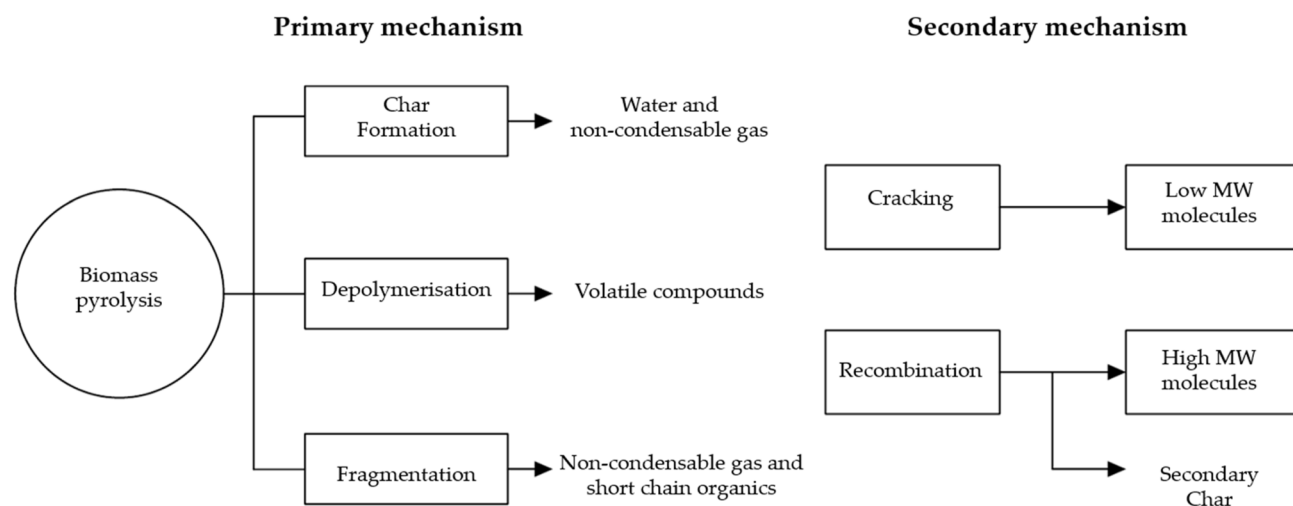 Primary mechanism
Secondary mechanism
Char
Formation
Water and
non-condensable gas
Biomass
pyrolysis
Depolymerisation
Volatile compounds
Fragmentation
Non-condensable gas and
short chain organics
Cracking
Low MW
molecules
Recombination
High MW
molecules
Secondary
Char